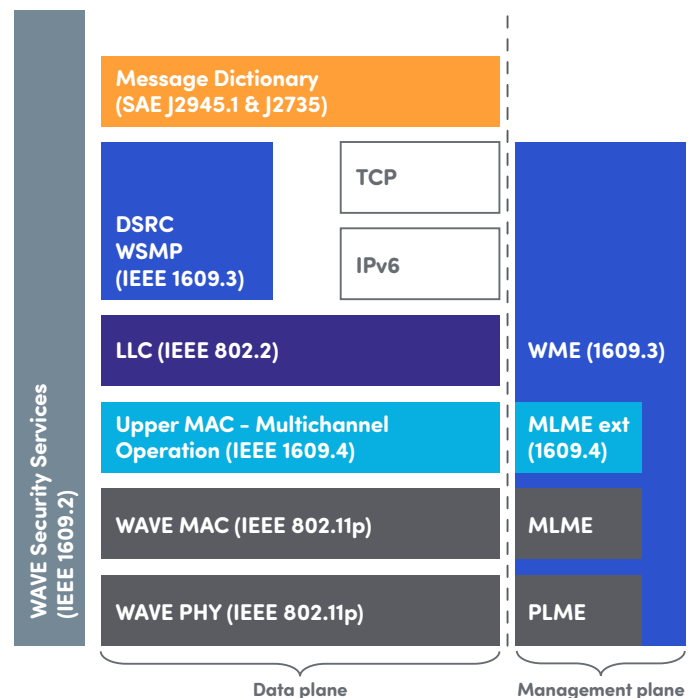 WAVE Security Services
(IEEE 1609.2)
Message Dictionary
(SAE J2945.1 & J2735)
DSRC
WSMP
(IEEE 1609.3)
TCP
IPv6
LLC (IEEE 802.2)
WME (1609.3)
Upper MAC - Multichannel
Operation (IEEE 1609.4)
MLME ext
(1609.4)
WAVE MAC (IEEE 802.11p)
MLME
WAVE PHY (IEEE 802.11p)
PLME
Data plane
Management plane